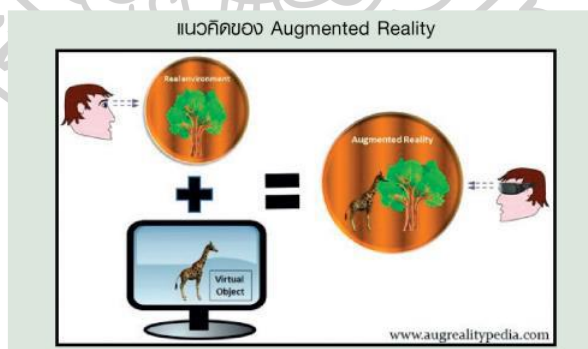 แนวคิดของ Augmented Reality
Real environment
Augmented Reality
Virtual
Object
www.augrealitypedia.com